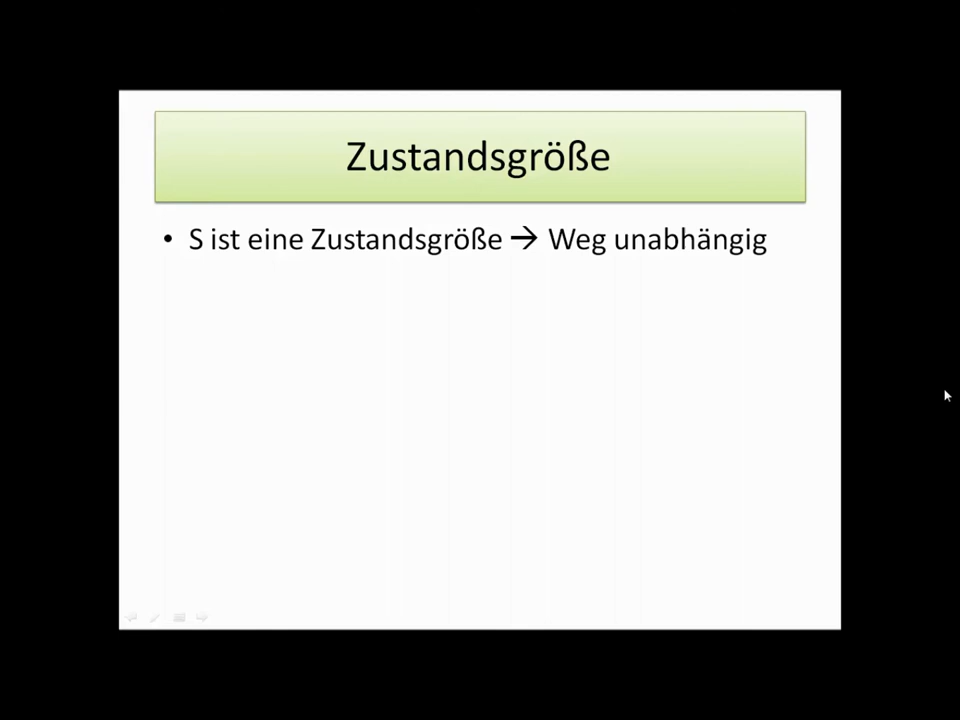 Zustandsgröße
• S ist eine Zustandsgröße → Weg unabhängig